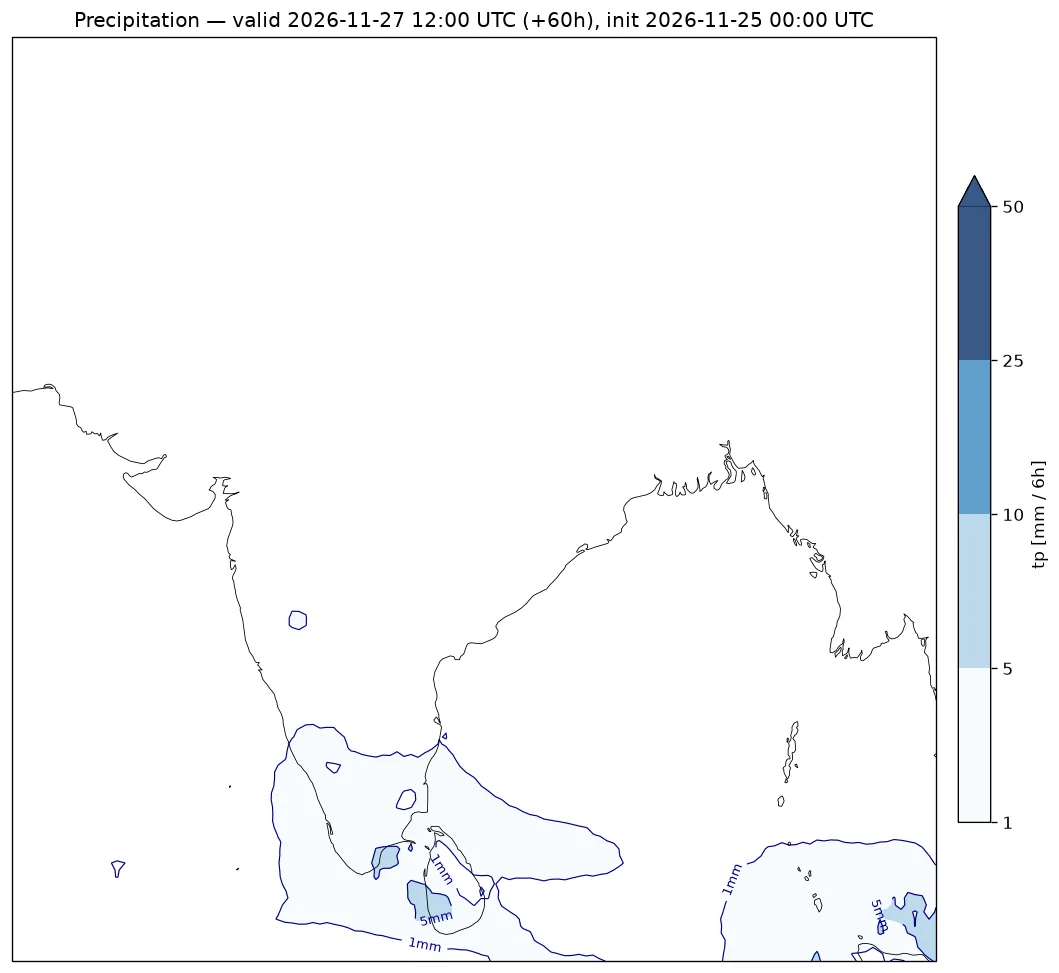 Precipitation — valid 2026-11-27 12:00 UTC (+60h), init 2026-11-25 00:00 UTC
50
25
10
5
1
tp [mm / 6h]
1mm
1mm
5mm
5mm
1mm